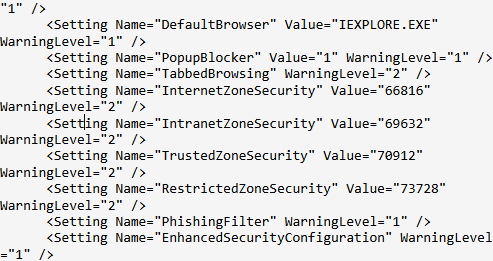 "1" />
<Setting Name="DefaultBrowser" Value="IEXPLORE.EXE"
WarningLevel="1" />
<Setting Name="PopupBlocker" Value="1" WarningLevel="1" />
<Setting Name="TabbedBrowsing" WarningLevel="2" />
<Setting Name="InternetZoneSecurity" Value="66816"
WarningLevel="2" />
<Setting Name="IntranetZoneSecurity" Value="69632"
WarningLevel="2" />
<Setting Name="TrustedZoneSecurity" Value="70912"
WarningLevel="2" />
<Setting Name="RestrictedZoneSecurity" Value="73728"
WarningLevel="2" />
<Setting Name="PhishingFilter" WarningLevel="1" />
<Setting Name="EnhancedSecurityConfiguration" WarningLevel
="1" />